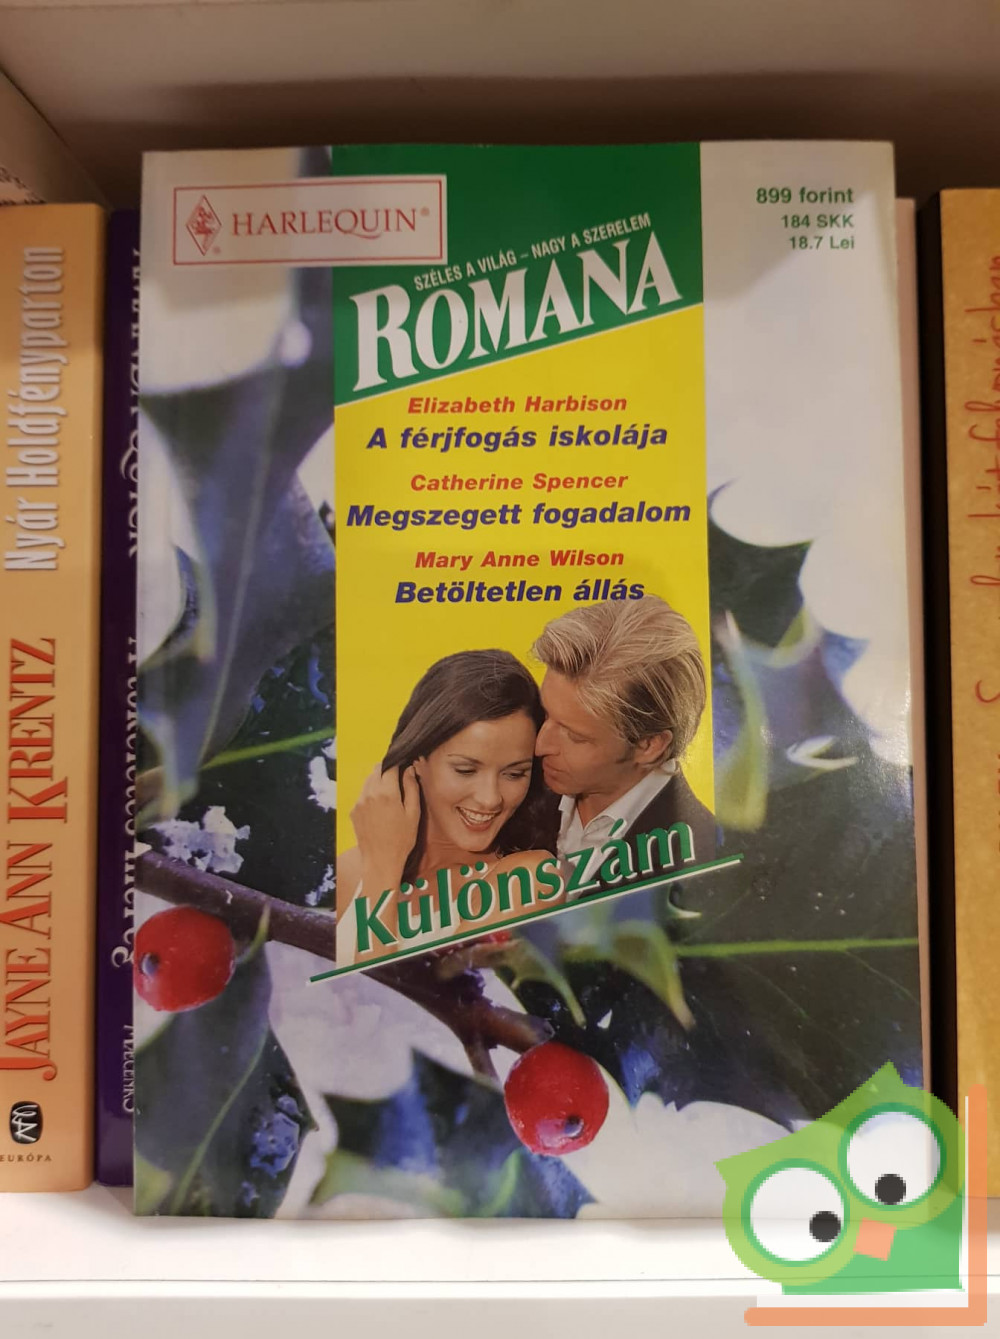 HARLEQUIN®
899 forint
184 SKK
18.7 Lei
SZÉLES A VILÁG – NAGY A SZERELEM
ROMANA
Elizabeth Harbison
A férjfogás iskolája
Catherine Spencer
Megszegett fogadalom
Mary Anne Wilson
Betöltetlen állás
Különszám
JAYNE ANN KRENTZ
Nyár Holdfényparton
EURÓPA